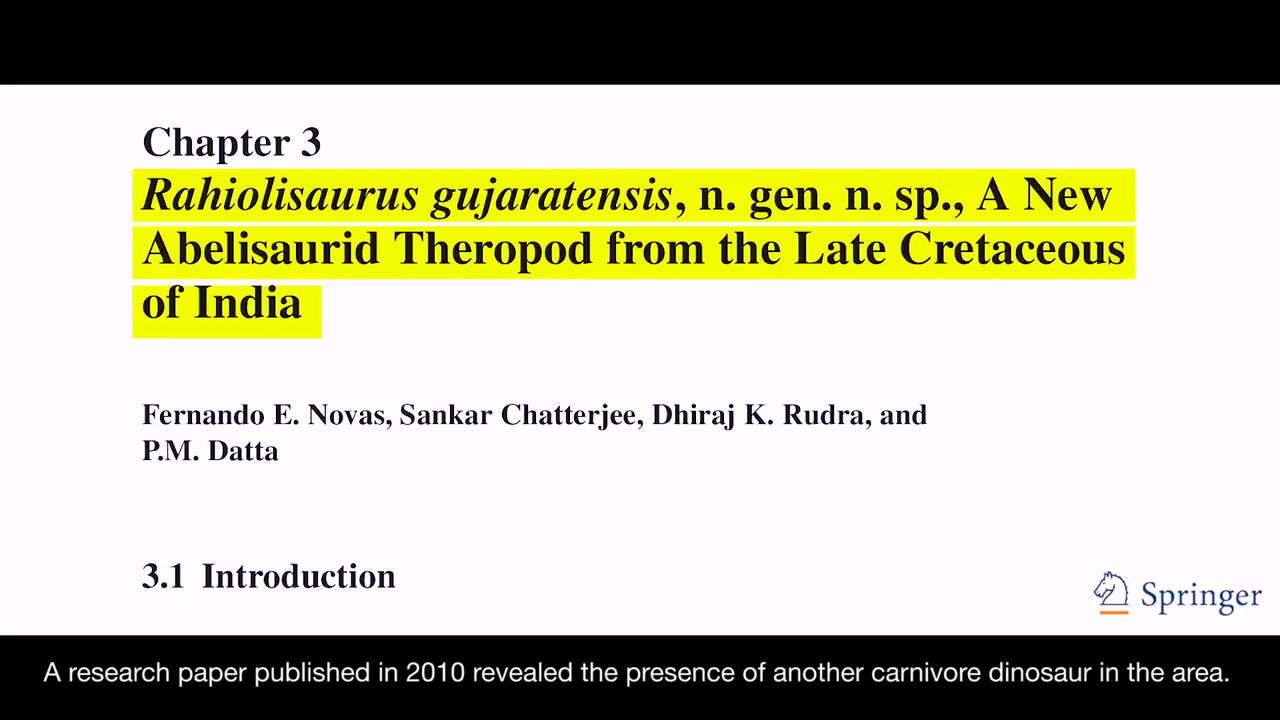 Chapter 3
Rahiolisaurus gujaratensis, n. gen. n. sp., A New
Abelisaurid Theropod from the Late Cretaceous
of India
Fernando E. Novas, Sankar Chatterjee, Dhiraj K. Rudra, and
P.M. Datta
3.1 Introduction
Springer
A research paper published in 2010 revealed the presence of another carnivore dinosaur in the area.